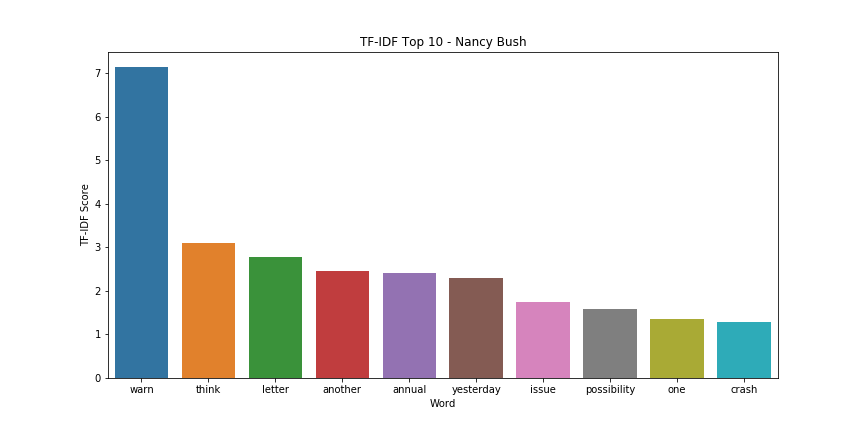 TF-IDF Top 10 - Nancy Bush
TF-IDF Score
7
6
5
4
3
2
1
0
warn think letter another annual yesterday issue possibility one crash
Word